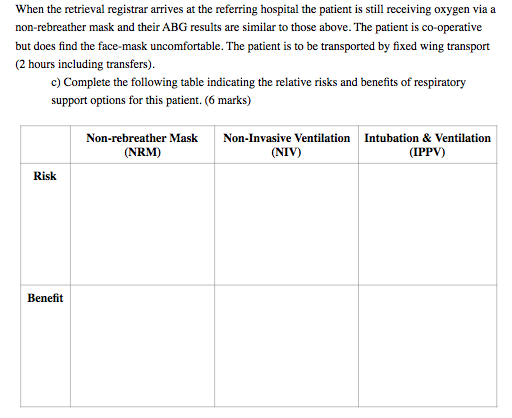 When the retrieval registrar arrives at the referring hospital the patient is still receiving oxygen via a
non-rebreather mask and their ABG results are similar to those above. The patient is co-operative
but does find the face-mask uncomfortable. The patient is to be transported by fixed wing transport
(2 hours including transfers).
c) Complete the following table indicating the relative risks and benefits of respiratory
support options for this patient. (6 marks)
Non-rebreather Mask Non-Invasive Ventilation Intubation & Ventilation
(NRM) (NIV) (IPPV)
Risk
Benefit